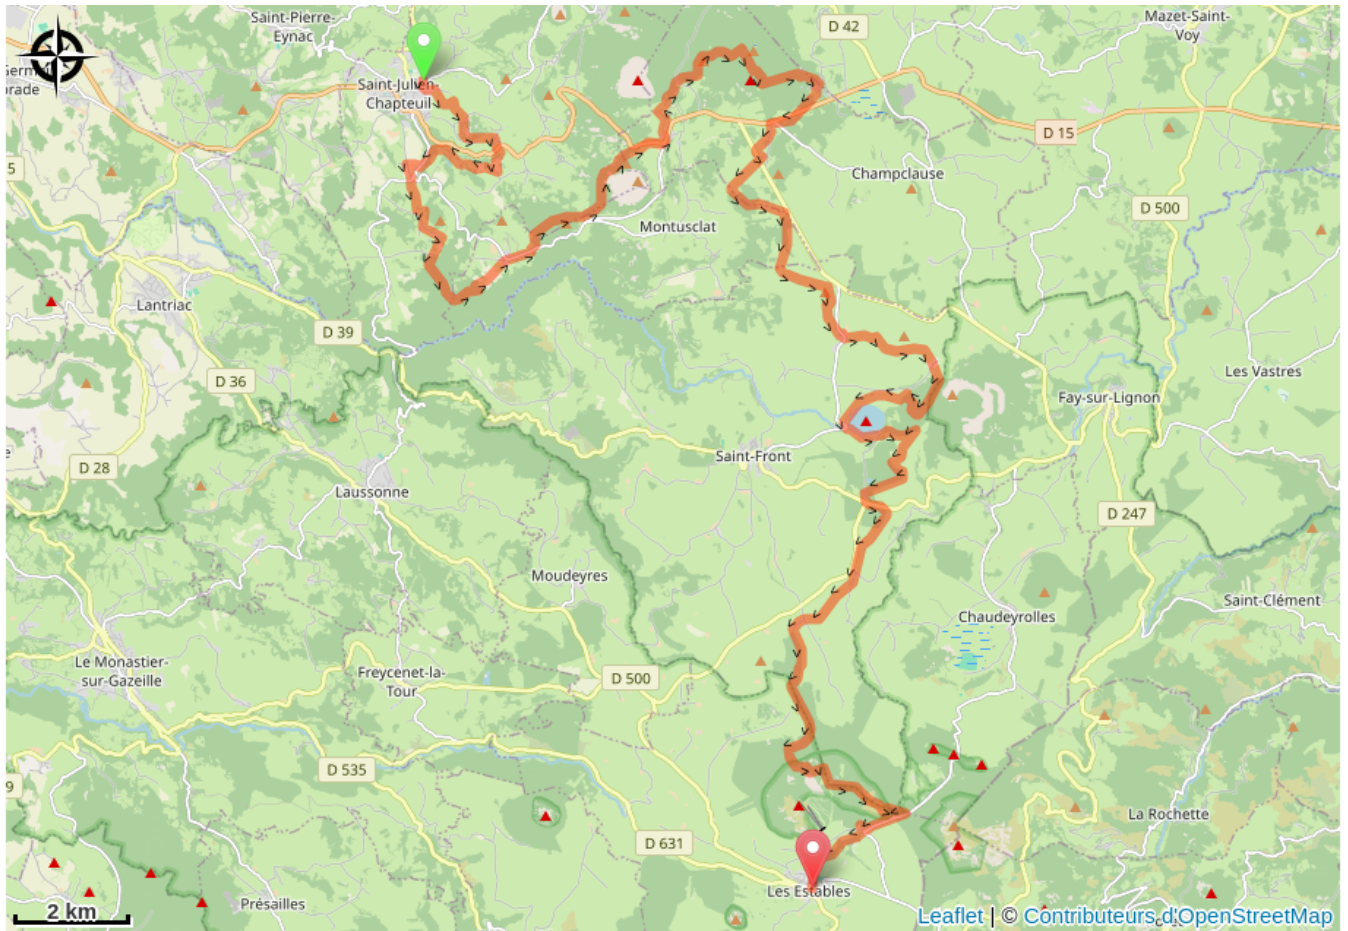 Saint-Pierre-
Eynac
D 42
Mazet-Saint-
Voy
Saint-Julien-
Chapteuil
D 15
5
Champclause
D 500
Montusclat
Lantriac
D 39
D 36
Les Vastres
Fay-sur-Lignon
Saint-Front
D 28
Laussonne
D 247
Moudeyres
Saint-Clément
Chaudeyrolles
Le Monastier-
sur-Gazeille
Freycenet-la-
Tour
D 500
D 535
9
La Rochette
D 631
Les Estables
Présailles
2 km
Leaflet | © Contributeurs d'OpenStreetMap